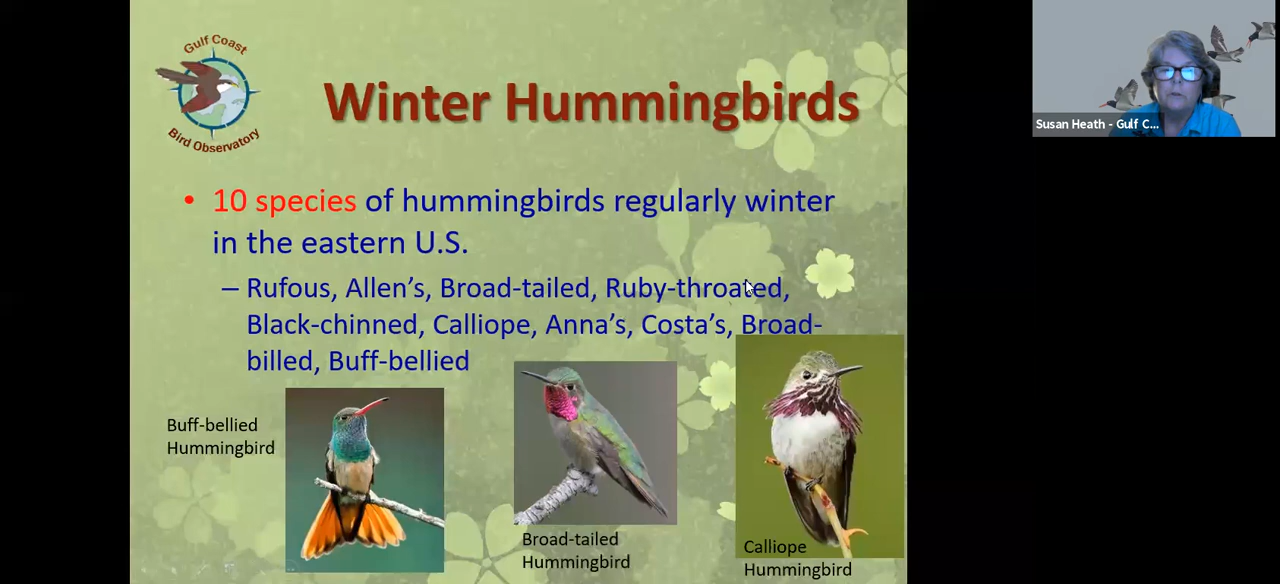 Gulf Coast
Bird Observatory
Winter Hummingbirds
• 10 species of hummingbirds regularly winter
in the eastern U.S.
– Rufous, Allen’s, Broad-tailed, Ruby-throated,
Black-chinned, Calliope, Anna’s, Costa’s, Broad-
billed, Buff-bellied
Buff-bellied
Hummingbird
Broad-tailed
Hummingbird
Calliope
Hummingbird
Susan Heath - Gulf C...